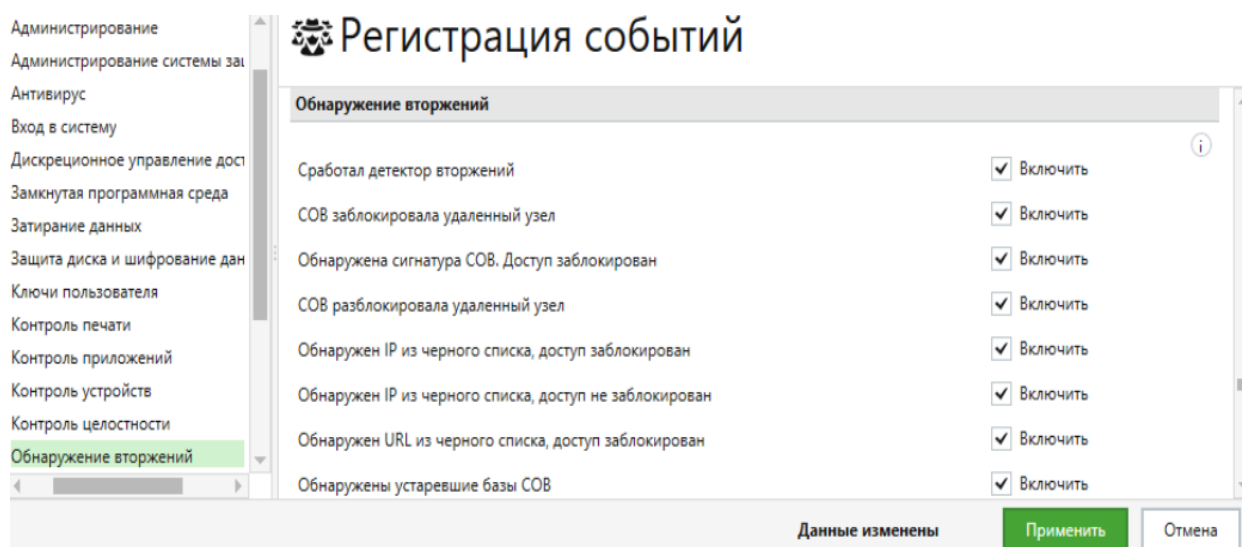 Администрирование
Администрирование системы защ
Антивирус
Вход в систему
Дискреционное управление дост
Замкнутая программная среда
Затирание данных
Защита диска и шифрование дан
Ключи пользователя
Контроль печати
Контроль приложений
Контроль устройств
Контроль целостности
Обнаружение вторжений
Регистрация событий
Обнаружение вторжений
Сработал детектор вторжений Включить
СОВ заблокировала удаленный узел Включить
Обнаружена сигнатура СОВ. Доступ заблокирован Включить
СОВ разблокировала удаленный узел Включить
Обнаружен IP из черного списка, доступ заблокирован Включить
Обнаружен IP из черного списка, доступ не заблокирован Включить
Обнаружен URL из черного списка, доступ заблокирован Включить
Обнаружены устаревшие базы СОВ Включить
Данные изменены Применить Отмена